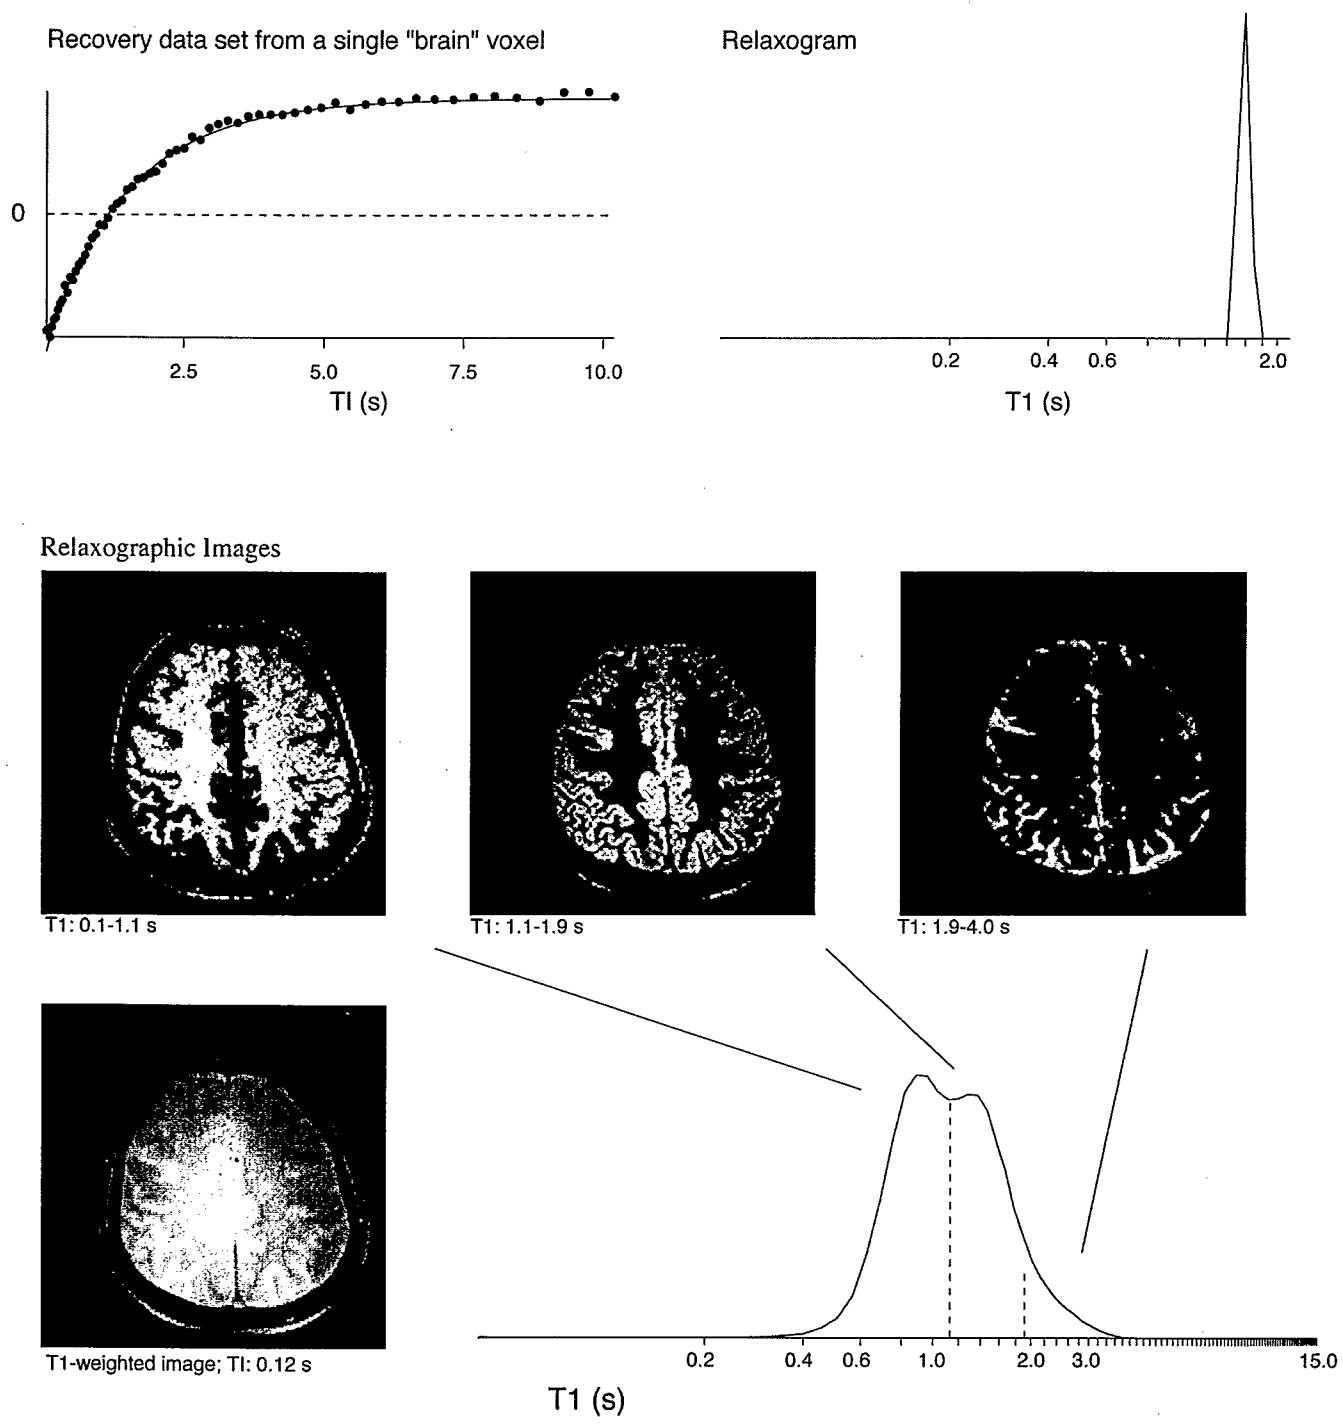 Recovery data set from a single "brain" voxel
Relaxogram
0
2.5 5.0 7.5 10.0
TI (s)
0.2 0.4 0.6 2.0
T1 (s)
Relaxographic Images
T1: 0.1-1.1 s
T1: 1.1-1.9 s
T1: 1.9-4.0 s
T1-weighted image; TI: 0.12 s
0.2 0.4 0.6 1.0 2.0 3.0 15.0
T1 (s)